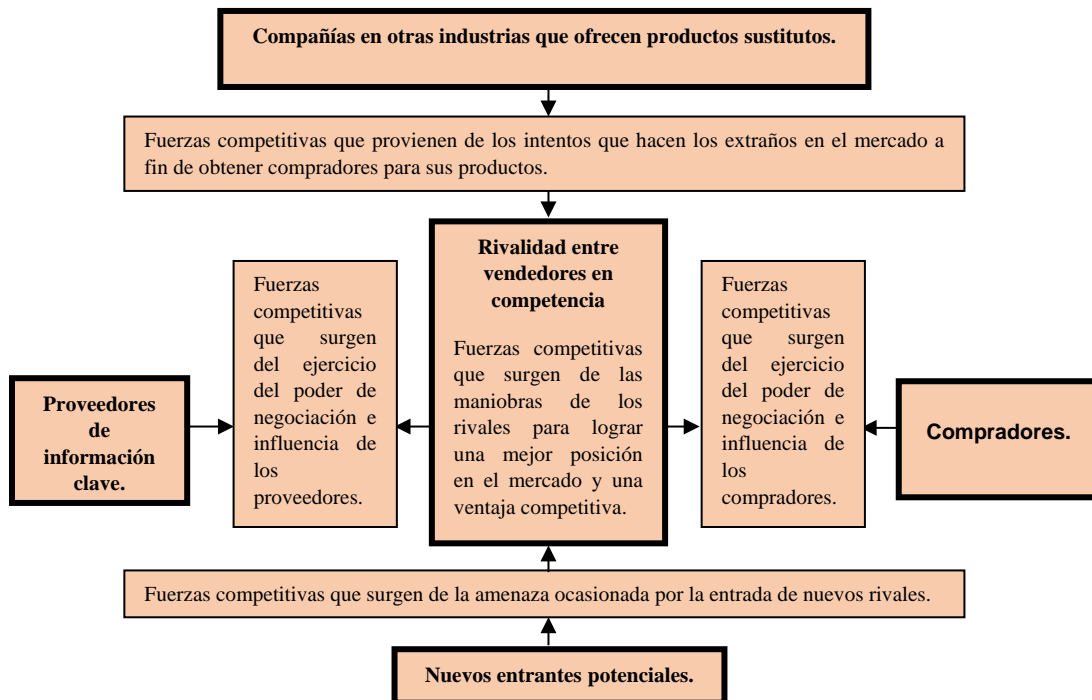 Compañías en otras industrias que ofrecen productos sustitutos.
Fuerzas competitivas que provienen de los intentos que hacen los extraños en el mercado a
fin de obtener compradores para sus productos.
Proveedores
de
información
clave.
Fuerzas
competitivas
que surgen
del ejercicio
del poder de
negociación e
influencia de
los
proveedores.
Rivalidad entre
vendedores en
competencia
Fuerzas competitivas
que surgen de las
maniobras de los
rivales para lograr
una mejor posición
en el mercado y una
ventaja competitiva.
Fuerzas
competitivas
que surgen
del ejercicio
del poder de
negociación e
influencia de
los
compradores.
Compradores.
Fuerzas competitivas que surgen de la amenaza ocasionada por la entrada de nuevos rivales.
Nuevos entrantes potenciales.